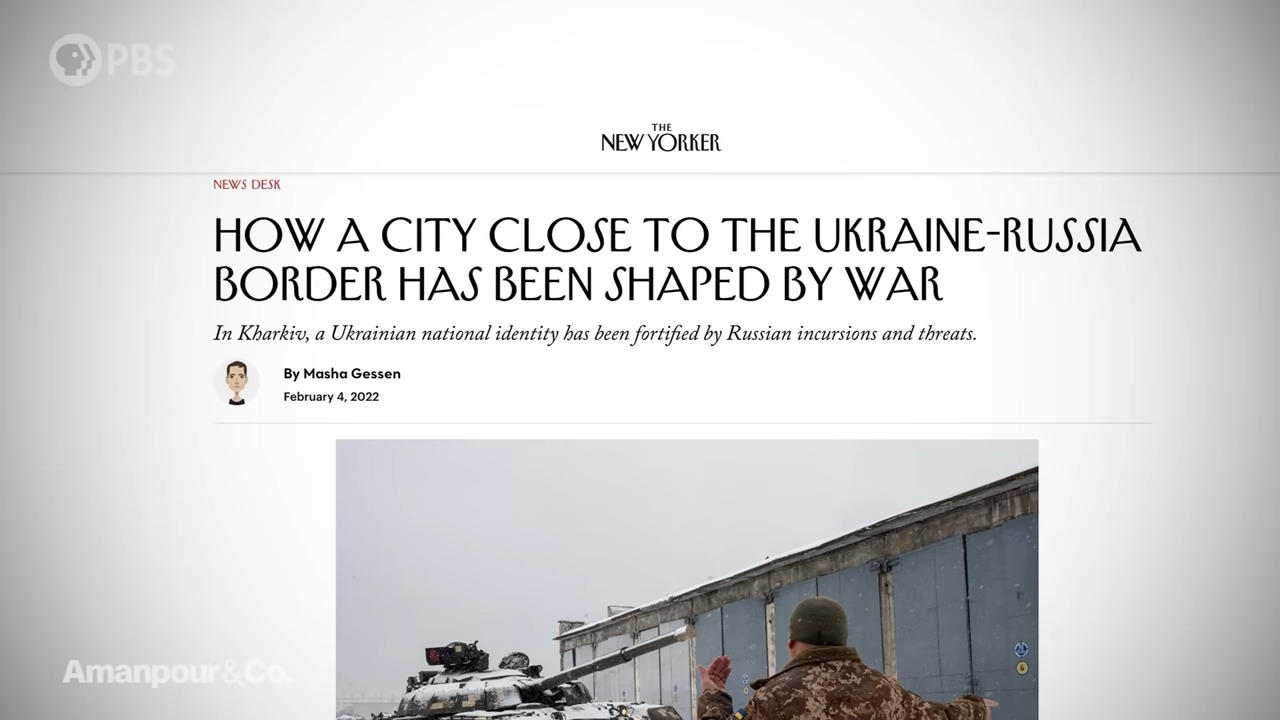 PBS
THE
NEW YORKER
NEWS DESK
HOW A CITY CLOSE TO THE UKRAINE-RUSSIA
BORDER HAS BEEN SHAPED BY WAR
In Kharkiv, a Ukrainian national identity has been fortified by Russian incursions and threats.
By Masha Gessen
February 4, 2022
Amanpour&Co.